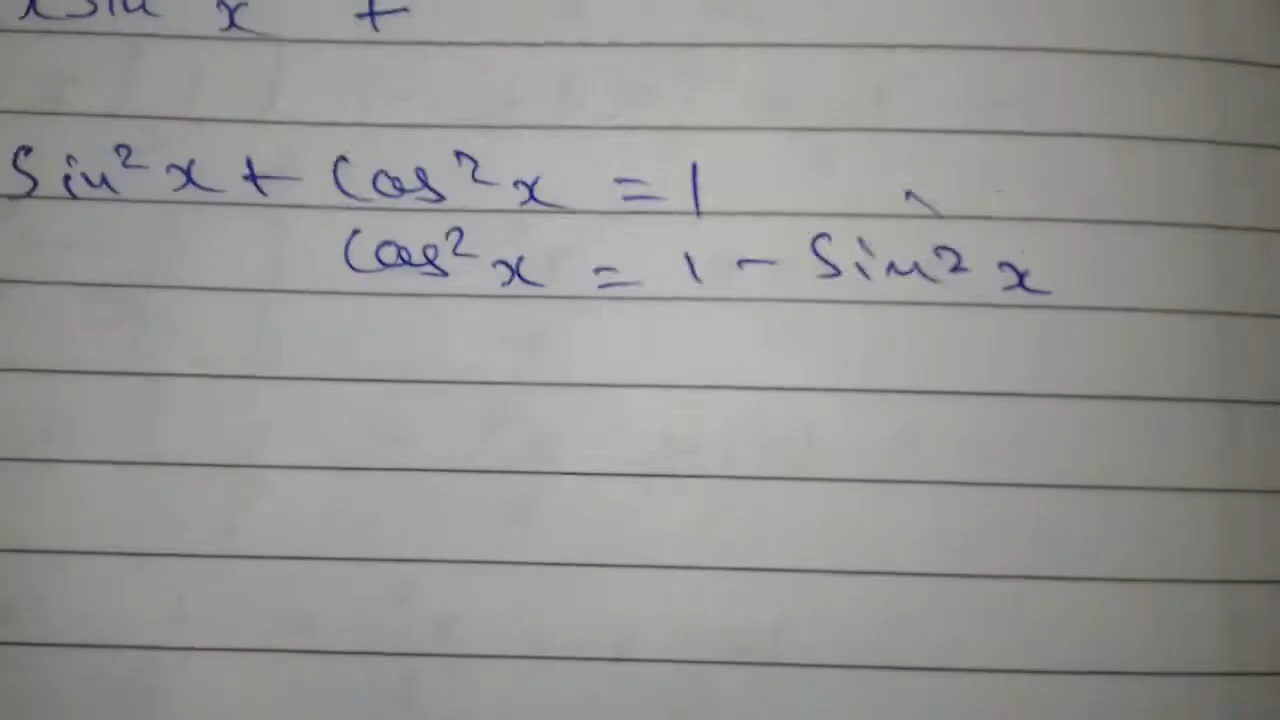 x +
Sin²x + Cos²x = 1
Cos²x = 1 - Sin²x